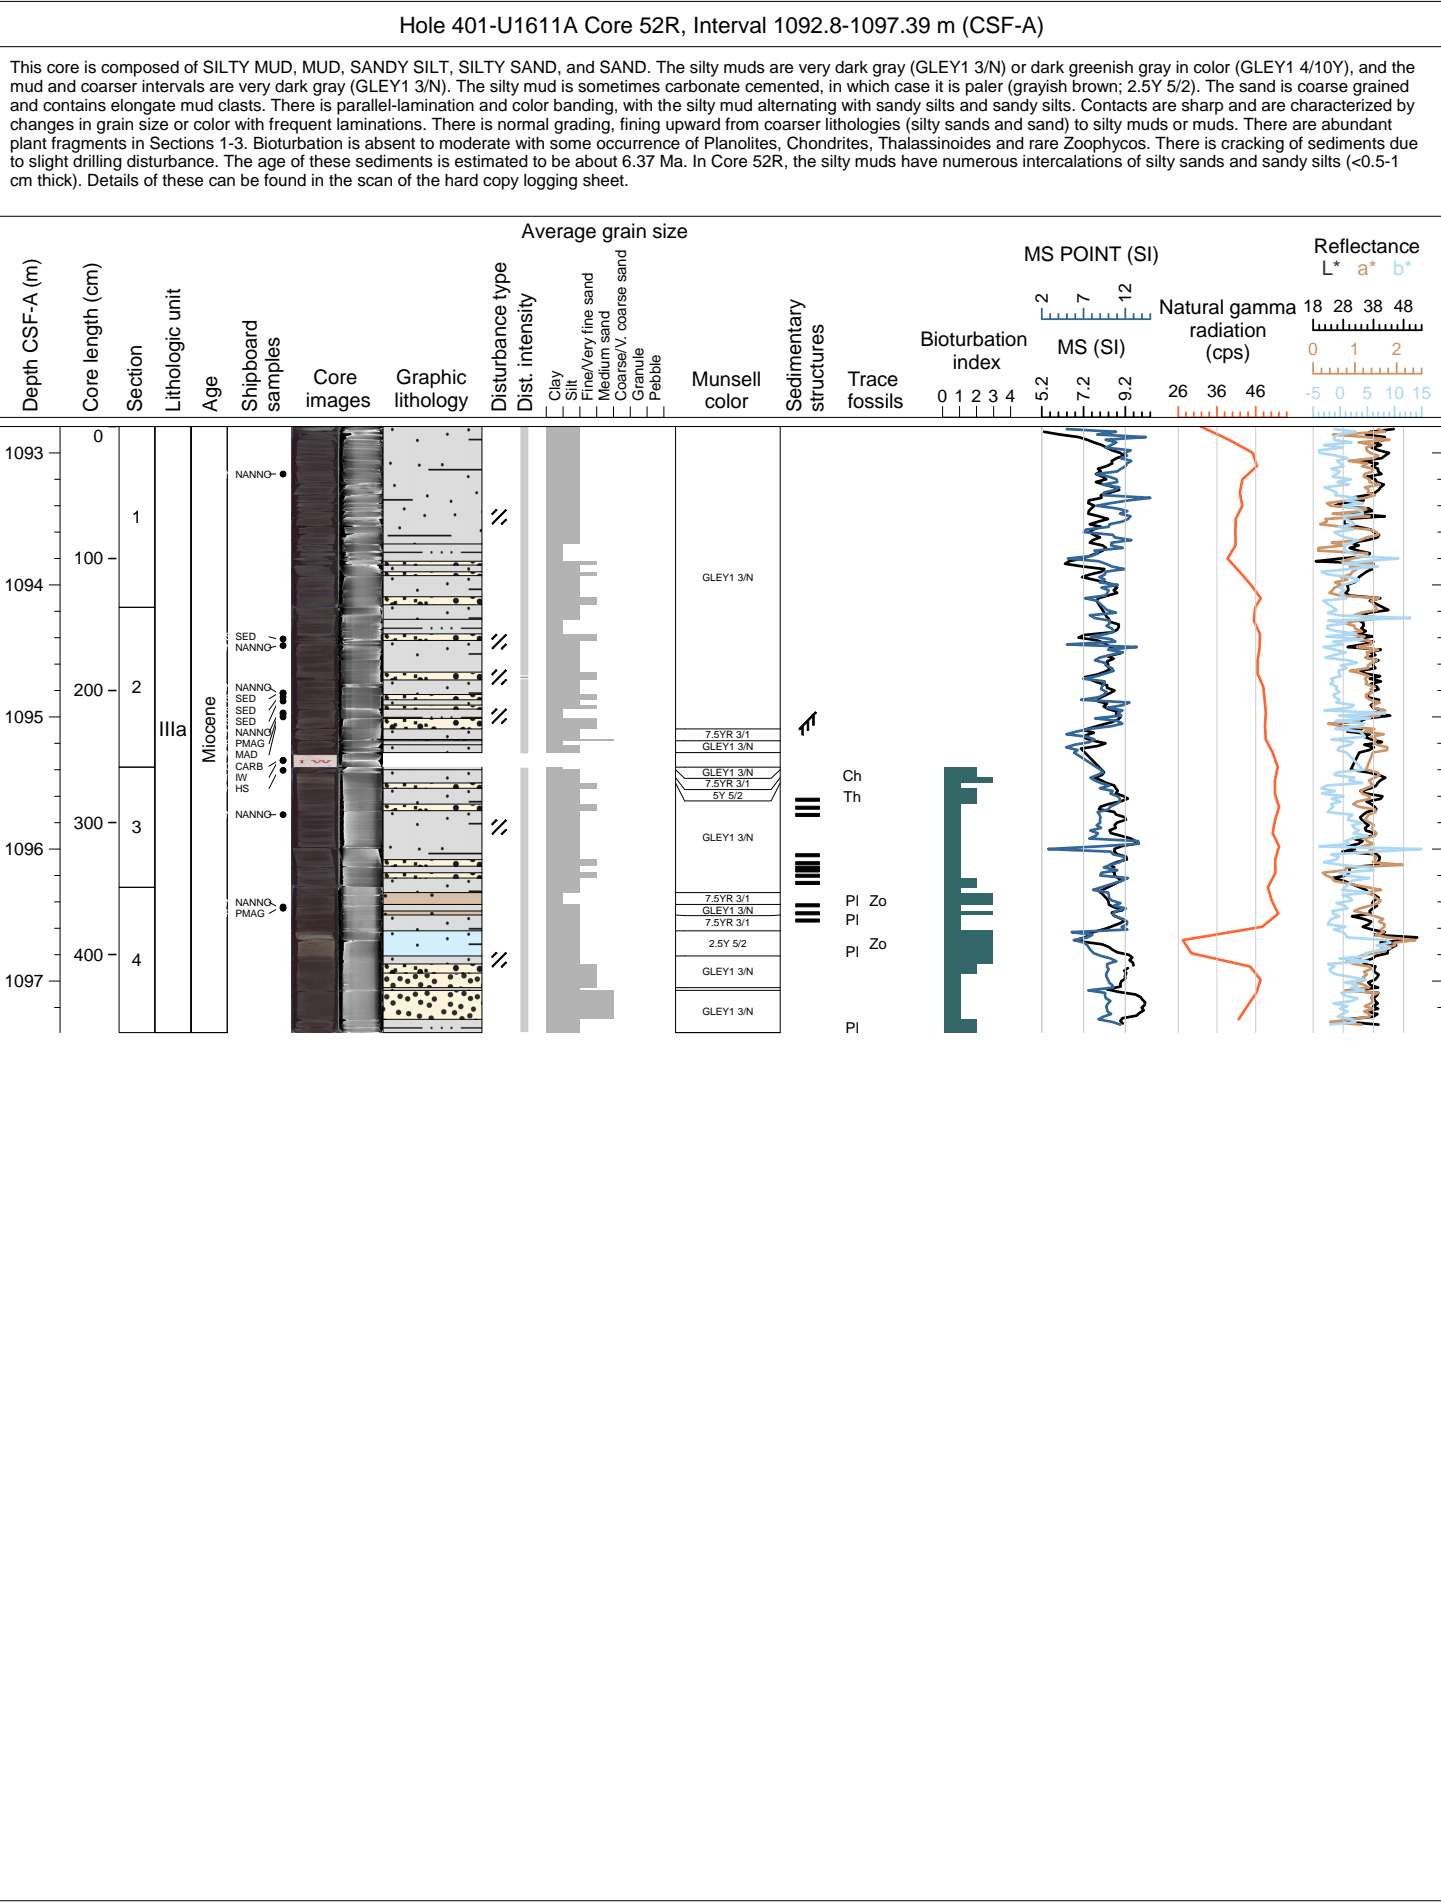 Hole 401-U1611A Core 52R, Interval 1092.8-1097.39 m (CSF-A)
This core is composed of SILTY MUD, MUD, SANDY SILT, SILTY SAND, and SAND. The silty muds are very dark gray (GLEY1 3/N) or dark greenish gray in color (GLEY1 4/10Y), and the
mud and coarser intervals are very dark gray (GLEY1 3/N). The silty mud is sometimes carbonate cemented, in which case it is paler (grayish brown; 2.5Y 5/2). The sand is coarse grained
and contains elongate mud clasts. There is parallel-lamination and color banding, with the silty mud alternating with sandy silts and sandy silts. Contacts are sharp and are characterized by
changes in grain size or color with frequent laminations. There is normal grading, fining upward from coarser lithologies (silty sands and sand) to silty muds or muds. There are abundant
plant fragments in Sections 1-3. Bioturbation is absent to moderate with some occurrence of Planolites, Chondrites, Thalassinoides and rare Zoophycos. There is cracking of sediments due
to slight drilling disturbance. The age of these sediments is estimated to be about 6.37 Ma. In Core 52R, the silty muds have numerous intercalations of silty sands and sandy silts (<0.5-1
cm thick). Details of these can be found in the scan of the hard copy logging sheet.
Depth CSF-A (m)
Core length (cm)
Section
Lithologic unit
Age
Shipboard
samples
Core
images
Graphic
lithology
Disturbance type
Dist. intensity
Average grain size
Clay
Silt
Fine/Very fine sand
Medium sand
Coarse/V. coarse sand
Granule
Pebble
Munsell
color
Sedimentary
structures
Trace
fossils
Bioturbation
index
0 1 2 3 4
MS POINT (SI)
2 7 12
MS (SI)
5.2 7.2 9.2
Natural gamma
radiation
(cps)
26 36 46
Reflectance
L* a* b*
18 28 38 48
0 1 2
-5 0 5 10 15
1093
1094
1095
1096
1097
0
100
200
300
400
1
2
3
4
IIIa
Miocene
NANNO
SED
NANNO
NANNO
SED
SED
SED
NANNO
PMAG
MAD
CARB
IW
HS
NANNO
NANNO
PMAG
I W
GLEY1 3/N
7.5YR 3/1
GLEY1 3/N
GLEY1 3/N
7.5YR 3/1
5Y 5/2
GLEY1 3/N
7.5YR 3/1
GLEY1 3/N
7.5YR 3/1
2.5Y 5/2
GLEY1 3/N
GLEY1 3/N
Ch
Th
Pl Zo
Pl
Zo
Pl
Pl